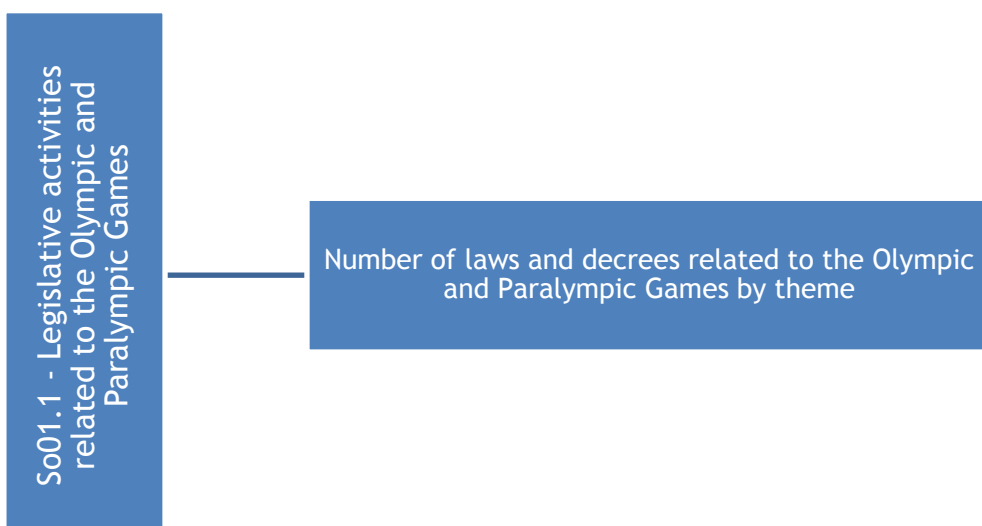 So01.1 - Legislative activities
related to the Olympic and
Paralympic Games
Number of laws and decrees related to the Olympic
and Paralympic Games by theme